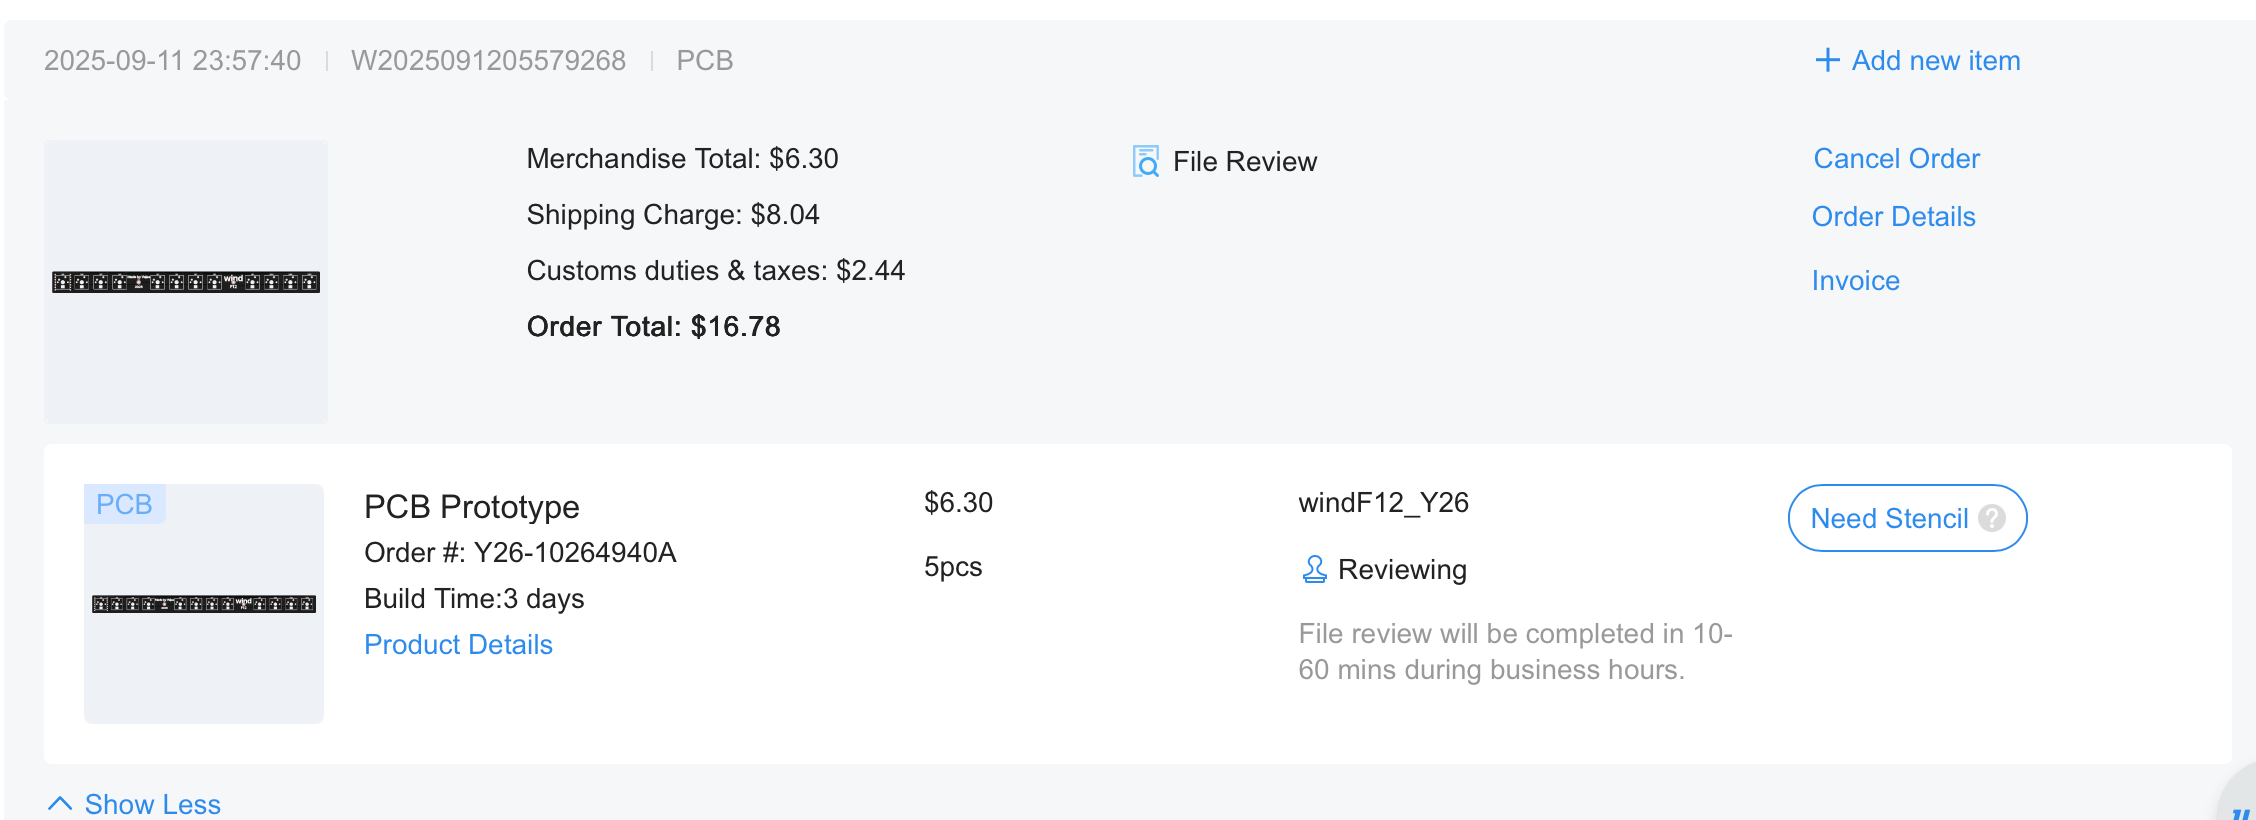 2025-09-11 23:57:40 | W2025091205579268 | PCB
+ Add new item
Merchandise Total: $6.30
Shipping Charge: $8.04
Customs duties & taxes: $2.44
Order Total: $16.78
File Review
Cancel Order
Order Details
Invoice
wind
PCB
wind
PCB Prototype
Order #: Y26-10264940A
Build Time:3 days
Product Details
$6.30
5pcs
windF12_Y26
Reviewing
File review will be completed in 10-
60 mins during business hours.
Need Stencil ?
Show Less